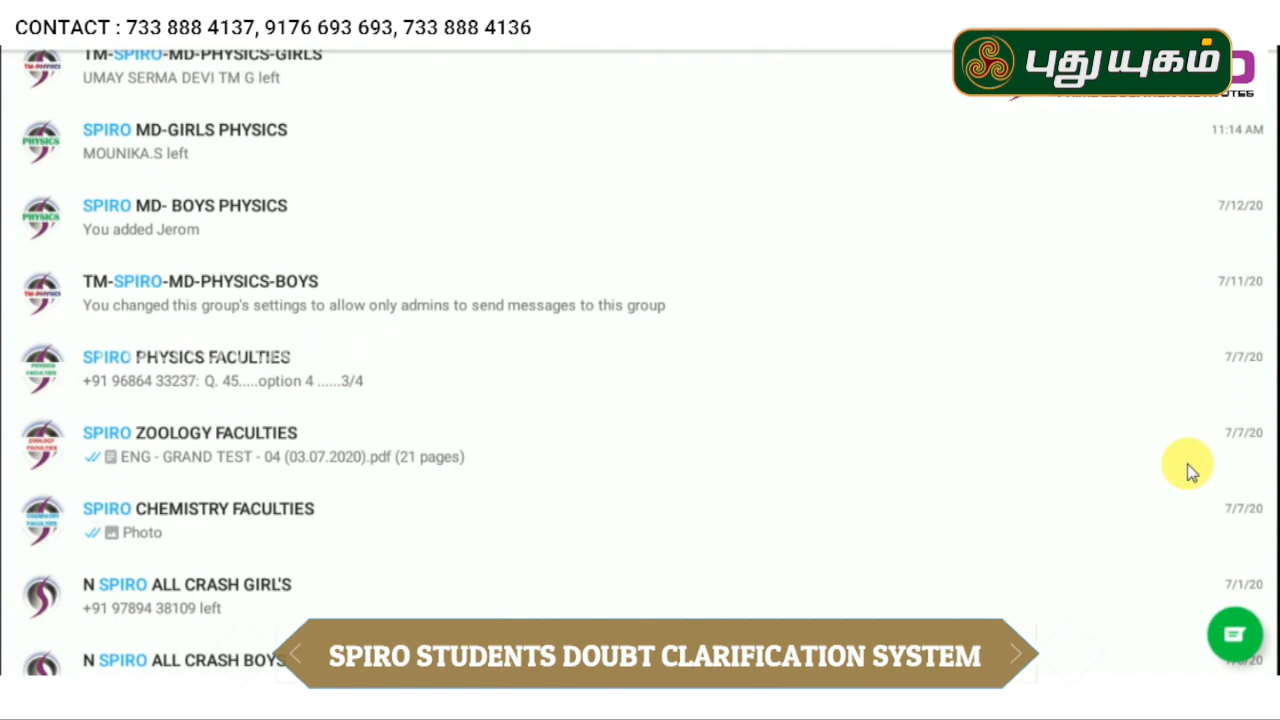 CONTACT : 733 888 4137, 9176 693 693, 733 888 4136
புதுயுகம்
TM-SPIRO-MD-PHYSICS-GIRLS
UMAY SERMA DEVI TM G left
SPIRO MD-GIRLS PHYSICS
11:14 AM
MOUNIKA.S left
SPIRO MD- BOYS PHYSICS
7/12/20
You added Jerom
TM-SPIRO-MD-PHYSICS-BOYS
7/11/20
You changed this group's settings to allow only admins to send messages to this group
SPIRO PHYSICS FACULTIES
7/7/20
+91 96864 33237: Q. 45.....option 4 ......3/4
SPIRO ZOOLOGY FACULTIES
7/7/20
ENG - GRAND TEST - 04 (03.07.2020).pdf (21 pages)
SPIRO CHEMISTRY FACULTIES
7/7/20
Photo
N SPIRO ALL CRASH GIRL'S
7/1/20
+91 97894 38109 left
N SPIRO ALL CRASH BOYS
SPIRO STUDENTS DOUBT CLARIFICATION SYSTEM